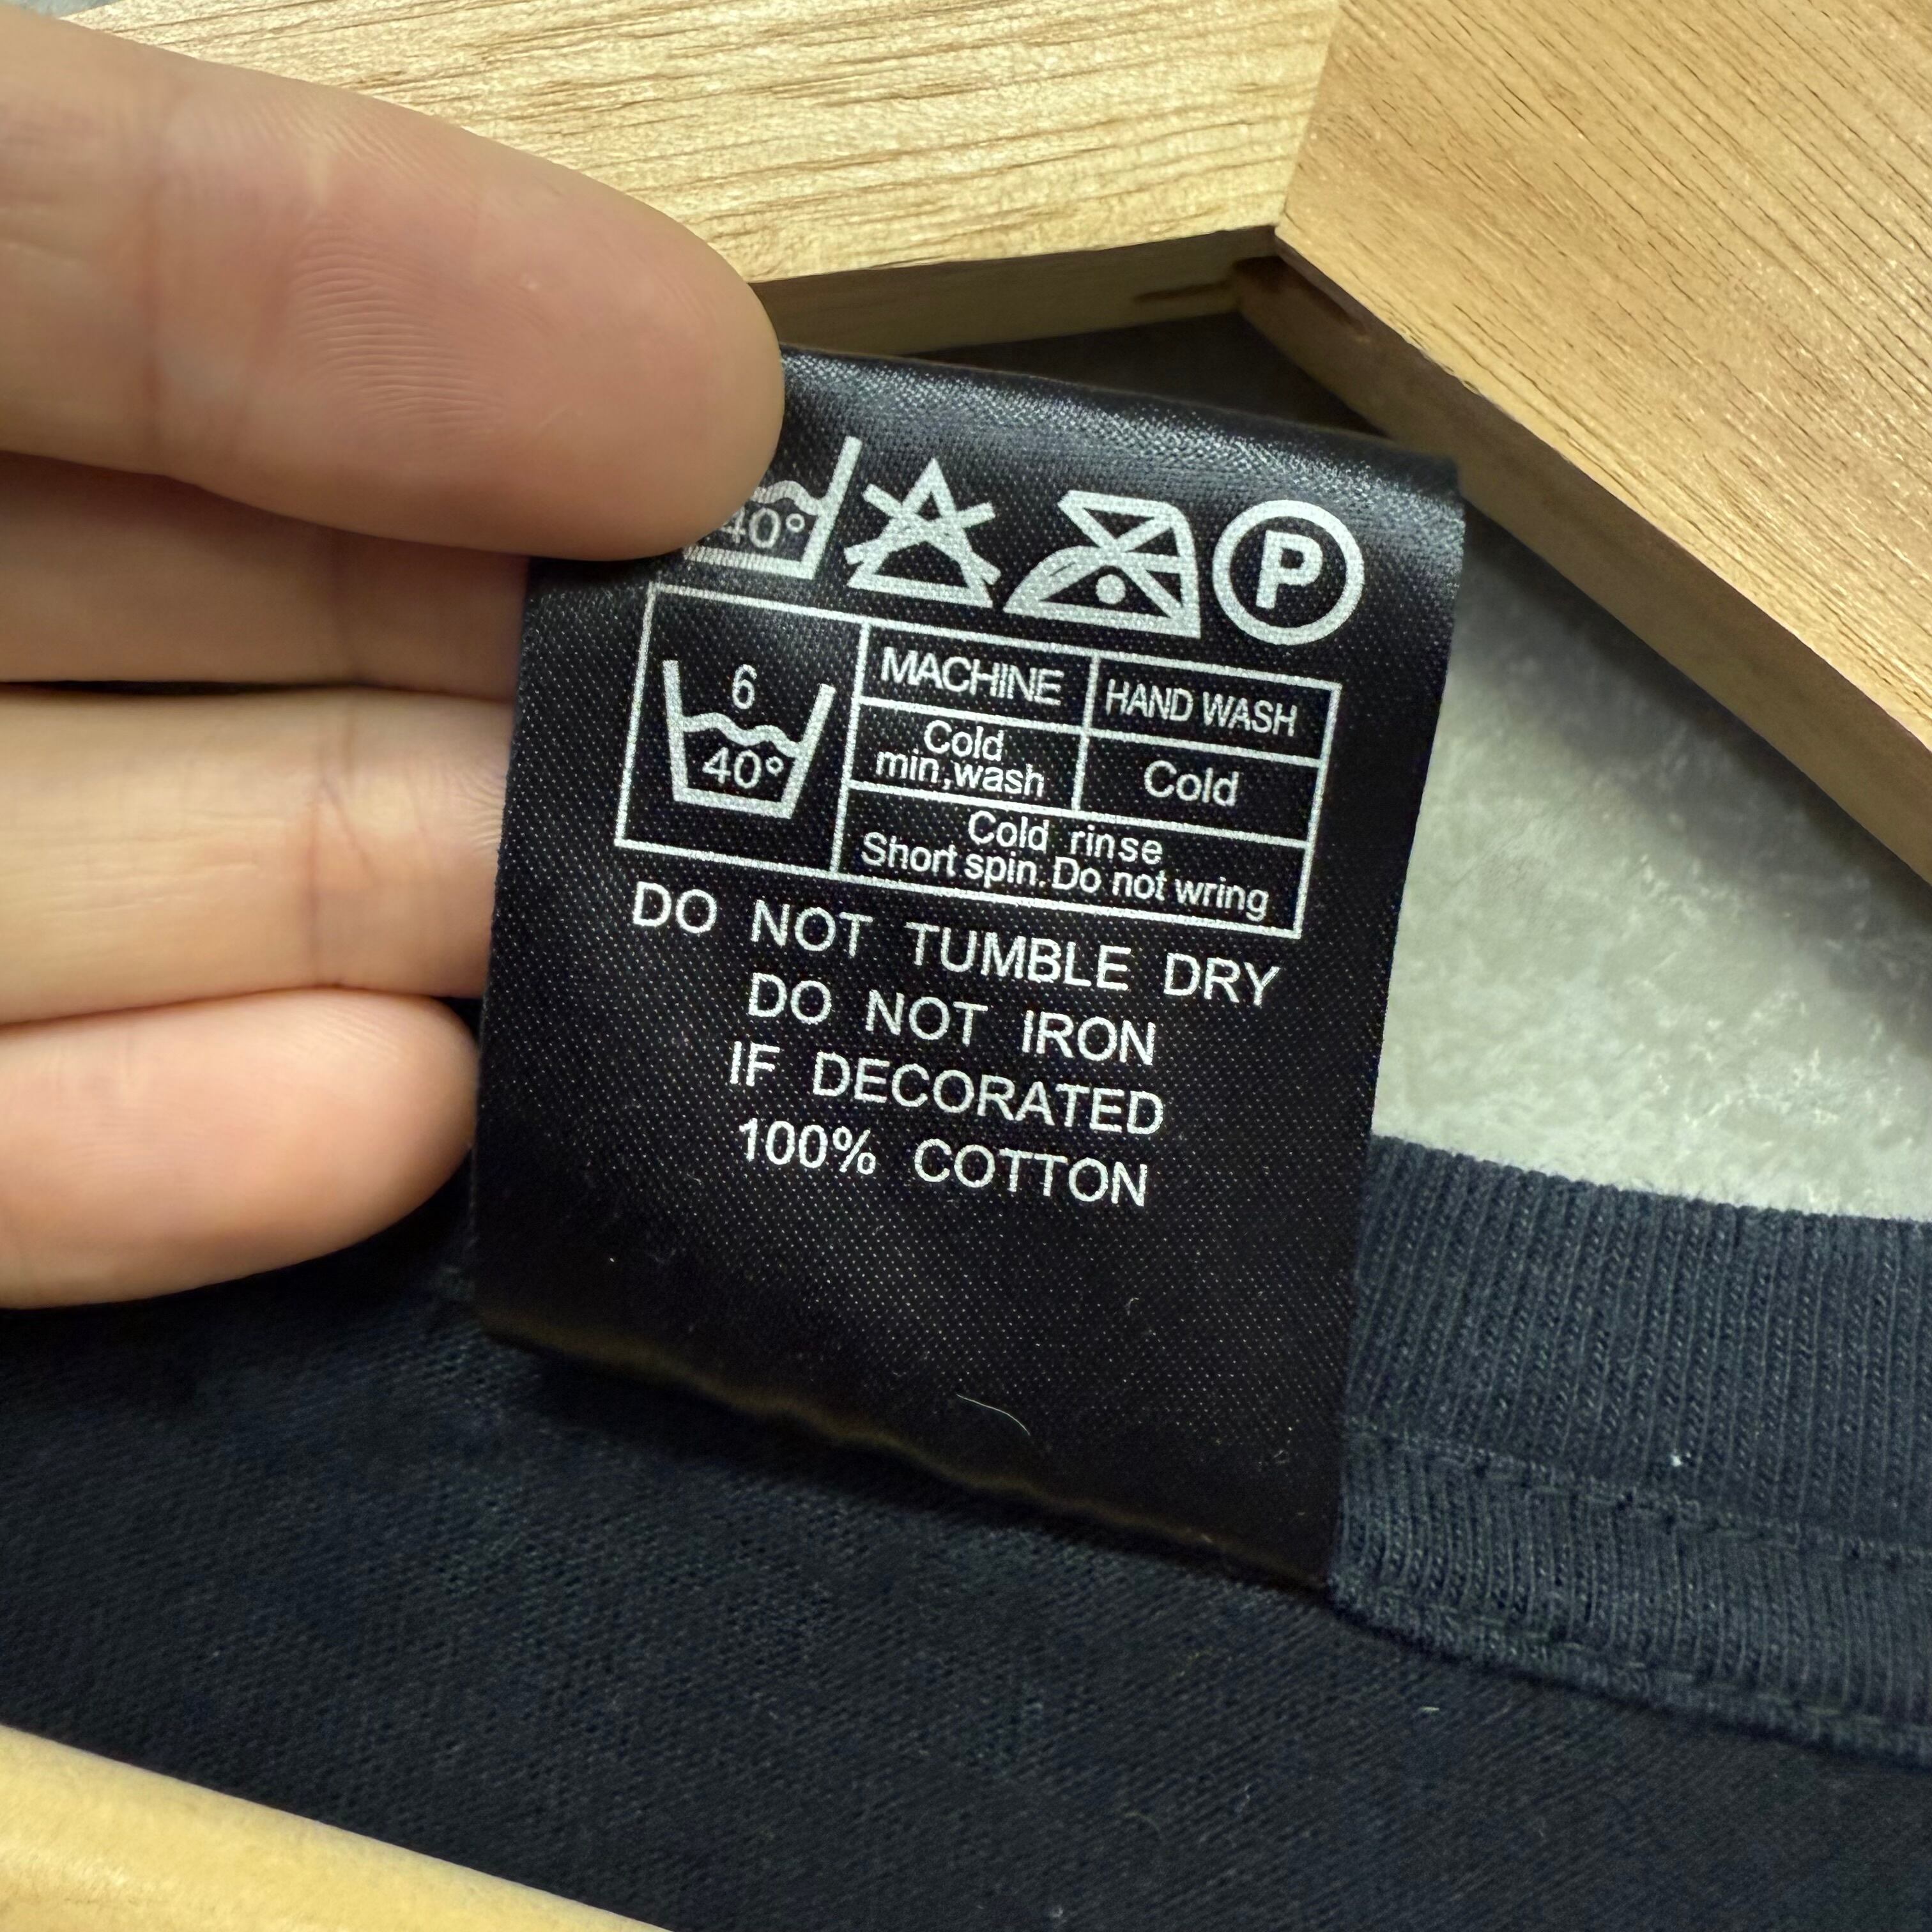 40° P
6
40°
MACHINE HAND WASH
Cold
min,wash
Cold
Cold rinse
Short spin.Do not wring
DO NOT TUMBLE DRY
DO NOT IRON
IF DECORATED
100% COTTON